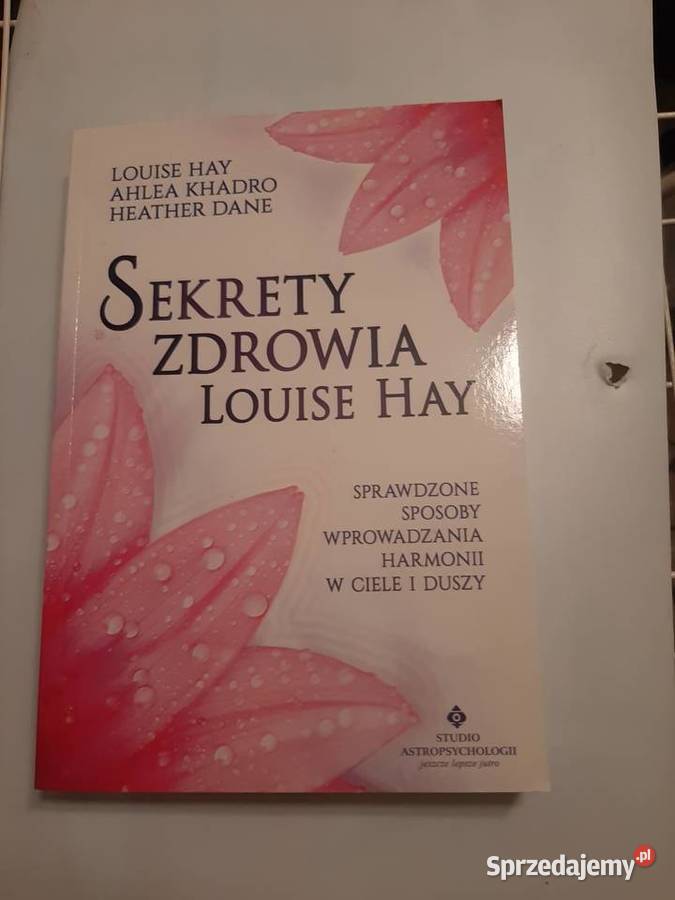 LOUISE HAY
AHLEA KHADRO
HEATHER DANE
SEKRETY
ZDROWIA
LOUISE HAY
SPRAWDZONE
SPOSOBY
WPROWADZANIA
HARMONII
W CIELE I DUSZY
STUDIO
ASTROPSYCHOLOGII
jeszcze lepsze jutro
Sprzedajemy.pl